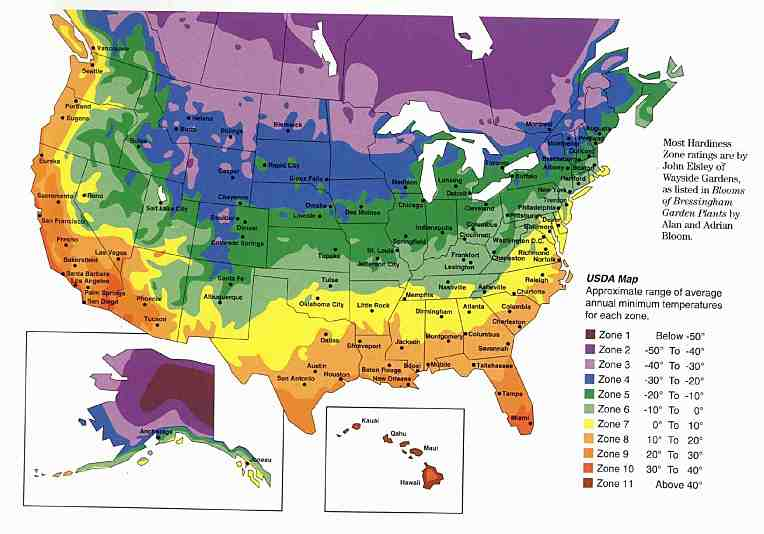 Vancouver
Seattle
Portland
Eugene
Helena
Butte
Billings
Bismarck
Boise
Casper
Rapid City
Sioux Falls
Eureka
Sacramento
Reno
Salt Lake City
San Francisco
Cheyenne
Boulder
Denver
Colorado Springs
Omaha
Lincoln
Des Moines
Madison
Chicago
Lansing
Detroit
Toronto
Buffalo
Montreal
Montpelier
Augusta
Albany
Boston
Hartford
New York
Trenton
Philadelphia
Cleveland
Pittsburgh
Columbus
Dover
Baltimore
Indianapolis
Cincinnati
Washington D.C.
Springfield
St. Louis
Jefferson City
Topeka
Frankfort
Lexington
Charleston
Richmond
Norfolk
Fresno
Las Vegas
Bakersfield
Santa Barbara
Los Angeles
Palm Springs
San Diego
Phoenix
Tucson
Santa Fe
Albuquerque
Tulsa
Oklahoma City
Little Rock
Memphis
Nashville
Asheville
Raleigh
Charlotte
Birmingham
Atlanta
Columbia
Charleston
Dallas
Shreveport
Jackson
Montgomery
Columbus
Savannah
Austin
San Antonio
Houston
Baton Rouge
New Orleans
Biloxi
Mobile
Tallahassee
Tampa
Miami
Anchorage
Juneau
Kauai
Oahu
Maui
Hawaii
Most Hardiness
Zone ratings are by
John Elsley of
Wayside Gardens,
as listed in Blooms
of Bressingham
Garden Plants by
Alan and Adrian
Bloom.
USDA Map
Approximate range of average
annual minimum temperatures
for each zone.
Zone 1 Below -50°
Zone 2 -50° To -40°
Zone 3 -40° To -30°
Zone 4 -30° To -20°
Zone 5 -20° To -10°
Zone 6 -10° To 0°
Zone 7 0° To 10°
Zone 8 10° To 20°
Zone 9 20° To 30°
Zone 10 30° To 40°
Zone 11 Above 40°